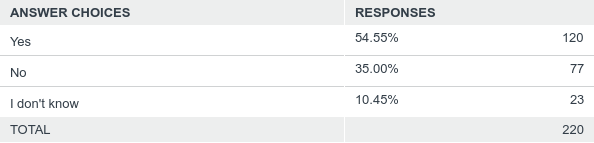 ANSWER CHOICES RESPONSES
Yes 54.55% 120
No 35.00% 77
I don't know 10.45% 23
TOTAL 220